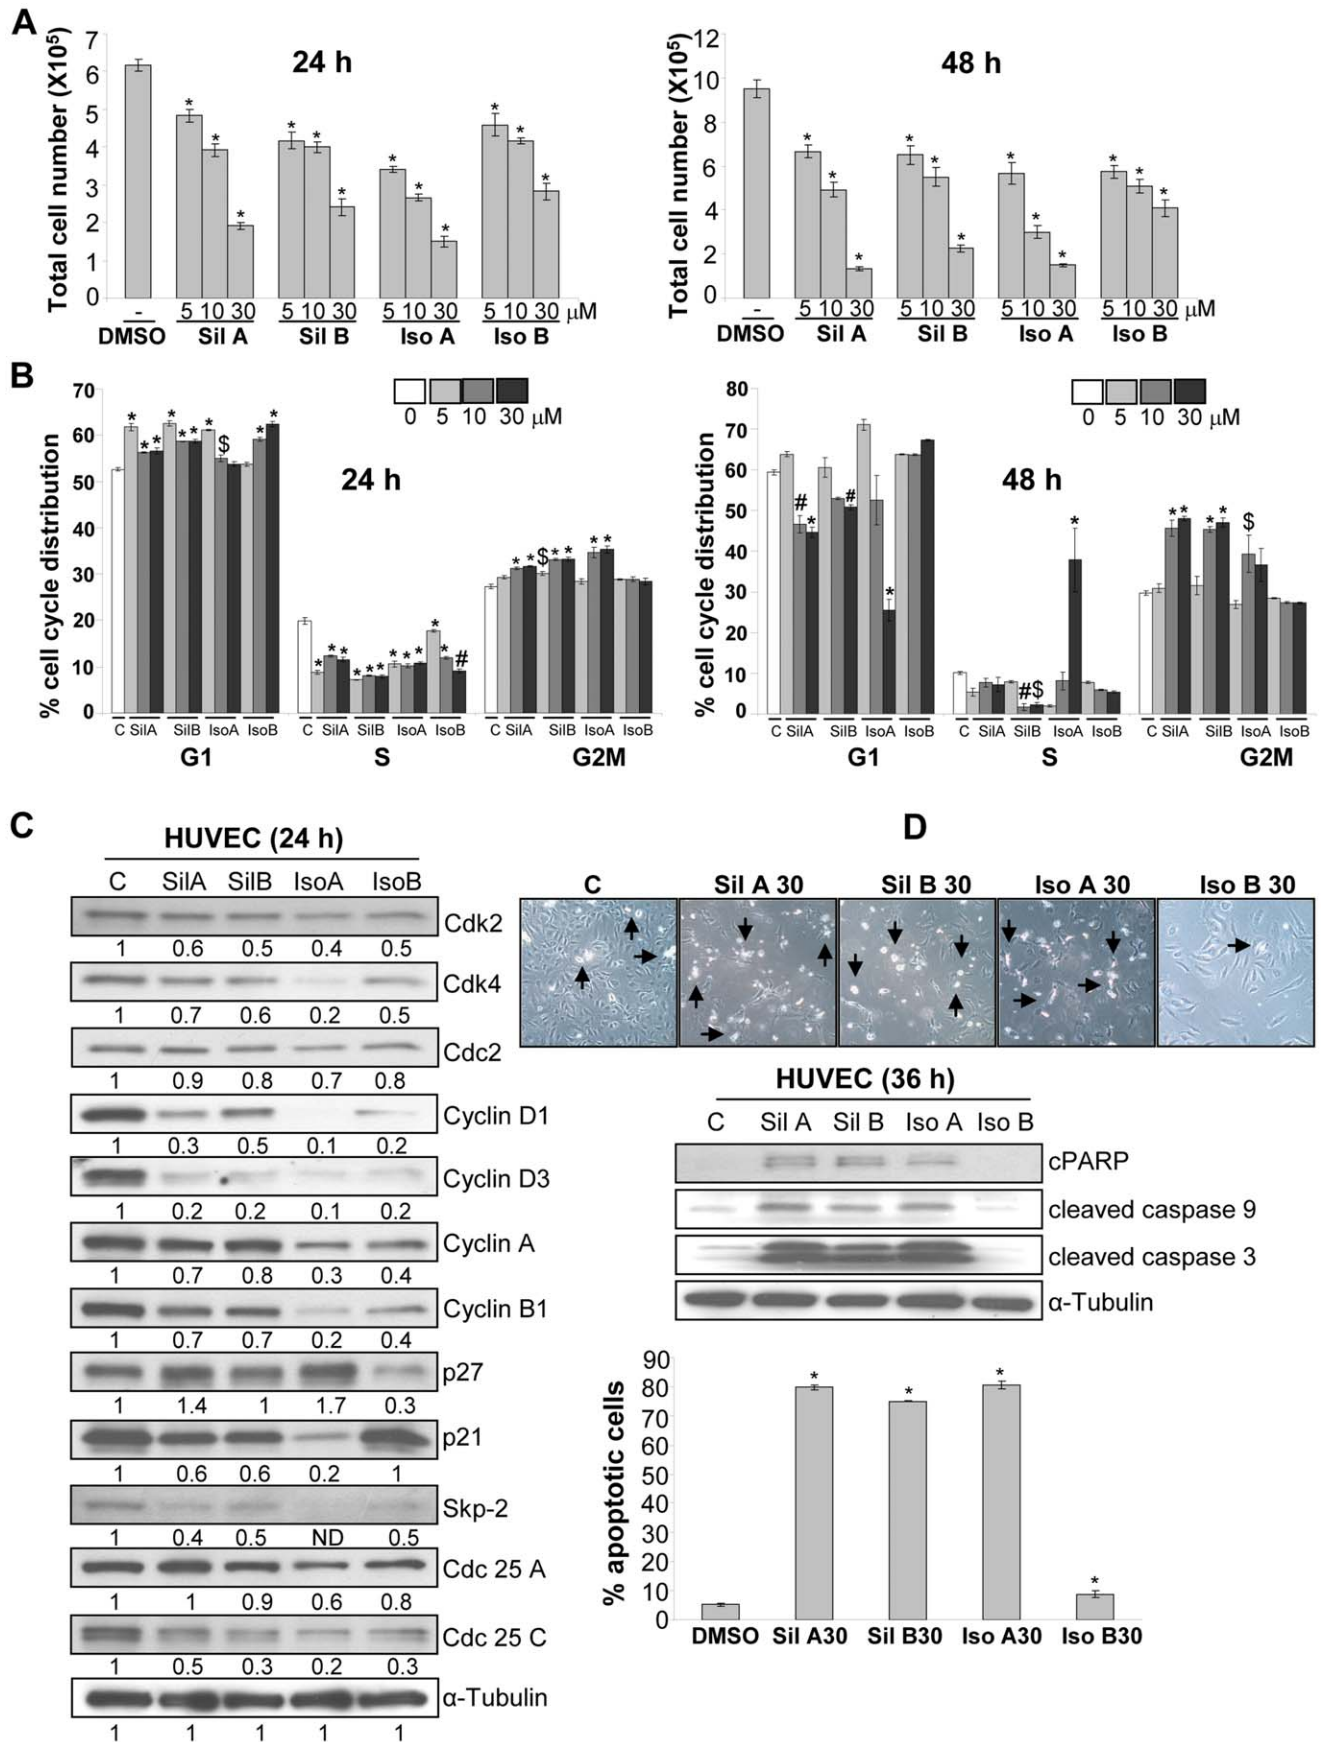 A
Total cell number (X10⁵)
7
6
5
4
3
2
1
0
24 h
* * * * * * * * * * * *
- 5 10 30 5 10 30 5 10 30 5 10 30 µM
DMSO Sil A Sil B Iso A Iso B
Total cell number (X10⁵)
12
10
8
6
4
2
0
48 h
* * * * * * * * * * * *
- 5 10 30 5 10 30 5 10 30 5 10 30 µM
DMSO Sil A Sil B Iso A Iso B
B
% cell cycle distribution
70
60
50
40
30
20
10
0
0 5 10 30 µM
24 h
* * * * * * * $ * *
* * * * * * * * * * * #
* * $ * * * *
C SilA SilB IsoA IsoB C SilA SilB IsoA IsoB C SilA SilB IsoA IsoB
G1 S G2M
% cell cycle distribution
80
70
60
50
40
30
20
10
0
0 5 10 30 µM
48 h
# * # *
# $ *
* * * * $
C SilA SilB IsoA IsoB C SilA SilB IsoA IsoB C SilA SilB IsoA IsoB
G1 S G2M
C
HUVEC (24 h)
C SilA SilB IsoA IsoB
Cdk2
1 0.6 0.5 0.4 0.5
Cdk4
1 0.7 0.6 0.2 0.5
Cdc2
1 0.9 0.8 0.7 0.8
Cyclin D1
1 0.3 0.5 0.1 0.2
Cyclin D3
1 0.2 0.2 0.1 0.2
Cyclin A
1 0.7 0.8 0.3 0.4
Cyclin B1
1 0.7 0.7 0.2 0.4
p27
1 1.4 1 1.7 0.3
p21
1 0.6 0.6 0.2 1
Skp-2
1 0.4 0.5 ND 0.5
Cdc 25 A
1 1 0.9 0.6 0.8
Cdc 25 C
1 0.5 0.3 0.2 0.3
α-Tubulin
1 1 1 1 1
D
C Sil A 30 Sil B 30 Iso A 30 Iso B 30
HUVEC (36 h)
C Sil A Sil B Iso A Iso B
cPARP
cleaved caspase 9
cleaved caspase 3
α-Tubulin
% apoptotic cells
90
80
70
60
50
40
30
20
10
0
* * * *
DMSO Sil A30 Sil B30 Iso A30 Iso B30